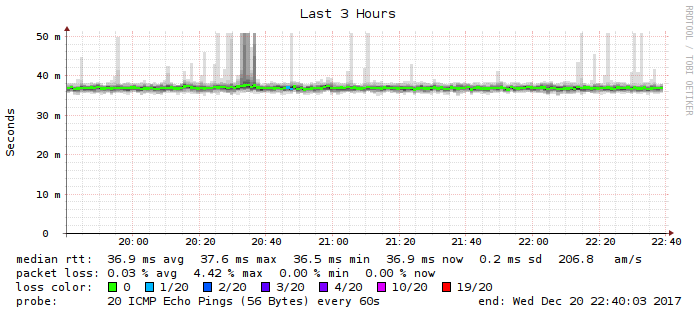 Last 3 Hours
RRDTOOL / TOBI OETIKER
Seconds
50 m
40 m
30 m
20 m
10 m
0
20:00 20:20 20:40 21:00 21:20 21:40 22:00 22:20 22:40
median rtt: 36.9 ms avg 37.6 ms max 36.5 ms min 36.9 ms now 0.2 ms sd 206.8 am/s
packet loss: 0.03 % avg 4.42 % max 0.00 % min 0.00 % now
loss color: 0 1/20 2/20 3/20 4/20 10/20 19/20
probe: 20 ICMP Echo Pings (56 Bytes) every 60s end: Wed Dec 20 22:40:03 2017